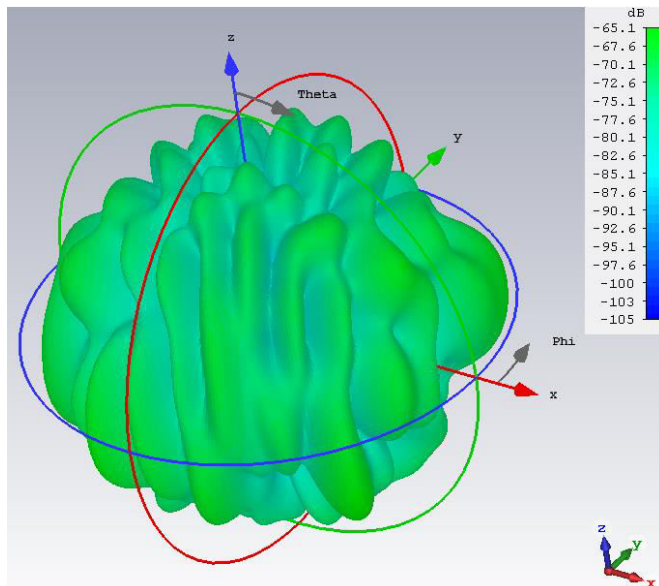 dB
-65.1
-67.6
-70.1
-72.6
-75.1
-77.6
-80.1
-82.6
-85.1
-87.6
-90.1
-92.6
-95.1
-97.6
-100
-103
-105
z
Theta
y
Phi
x
z
y
x